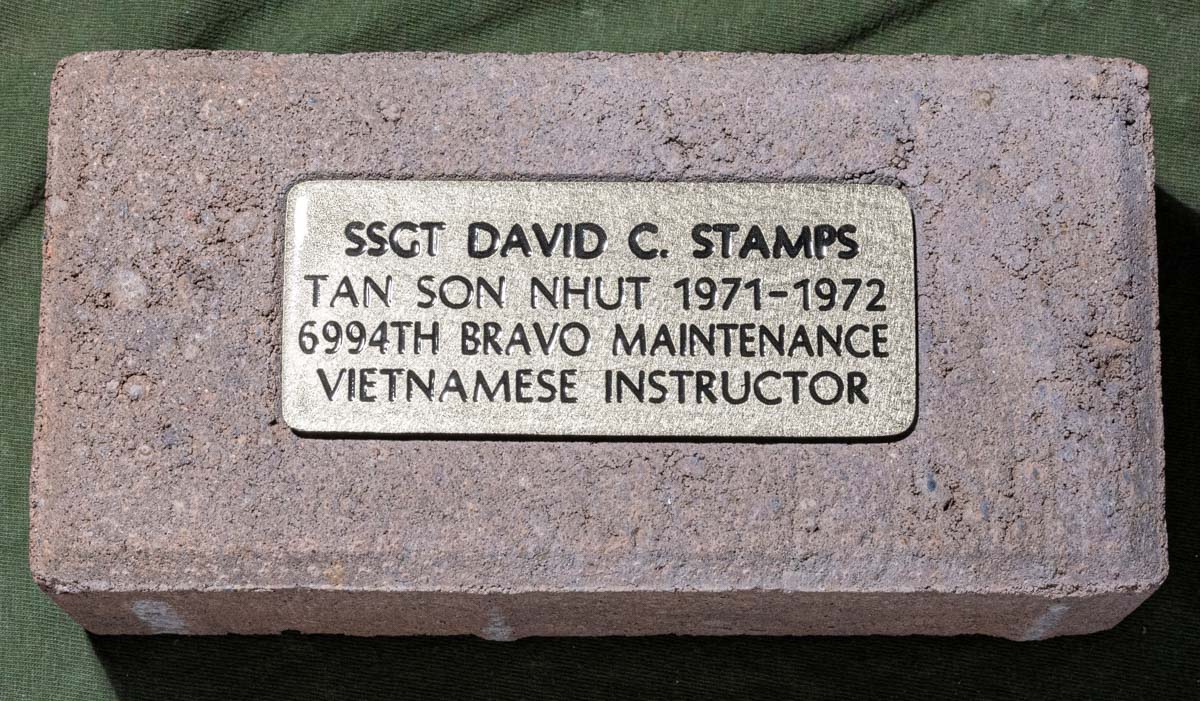 SSGT DAVID C. STAMPS
TAN SON NHUT 1971-1972
6994TH BRAVO MAINTENANCE
VIETNAMESE INSTRUCTOR